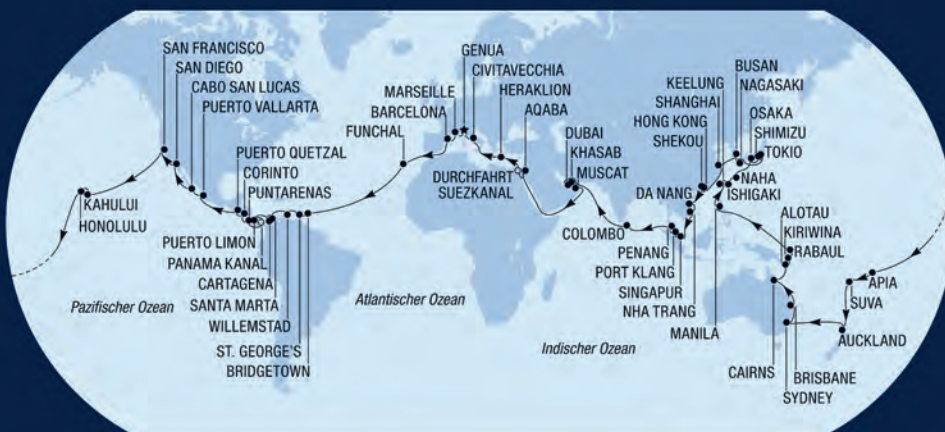 SAN FRANCISCO
SAN DIEGO
CABO SAN LUCAS
PUERTO VALLARTA
PUERTO QUETZAL
CORINTO
PUNTARENAS
KAHULUI
HONOLULU
PUERTO LIMON
PANAMA KANAL
CARTAGENA
SANTA MARTA
WILLEMSTAD
ST. GEORGE'S
BRIDGETOWN
Pazifischer Ozean
Atlantischer Ozean
GENUA
CIVITAVECCHIA
MARSEILLE
BARCELONA
FUNCHAL
HERAKLION
AQABA
DURCHFAHRT
SUEZKANAL
DUBAI
KHASAB
MUSCAT
COLOMBO
Indischer Ozean
KEELUNG
SHANGHAI
HONG KONG
SHEKOU
DA NANG
PENANG
PORT KLANG
SINGAPUR
NHA TRANG
MANILA
BUSAN
NAGASAKI
OSAKA
SHIMIZU
TOKIO
NAHA
ISHIGAKI
ALOTAU
KIRIWINA
RABAUL
APIA
SUVA
AUCKLAND
CAIRNS
BRISBANE
SYDNEY